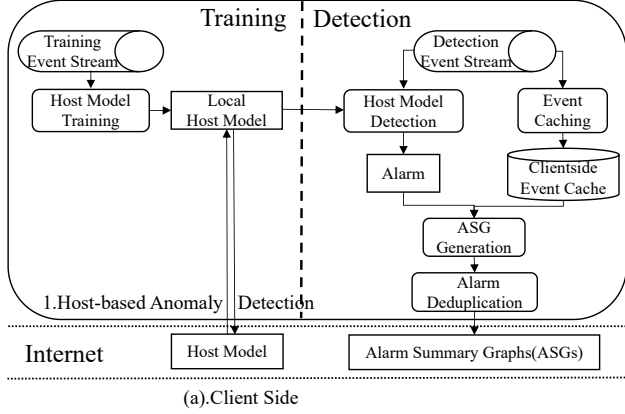 Training
Detection
Training
Event Stream
Detection
Event Stream
Host Model
Training
Local
Host Model
Host Model
Detection
Event
Caching
Alarm
Clientside
Event Cache
ASG
Generation
Alarm
Deduplication
1.Host-based Anomaly Detection
Internet
Host Model
Alarm Summary Graphs(ASGs)
(a).Client Side